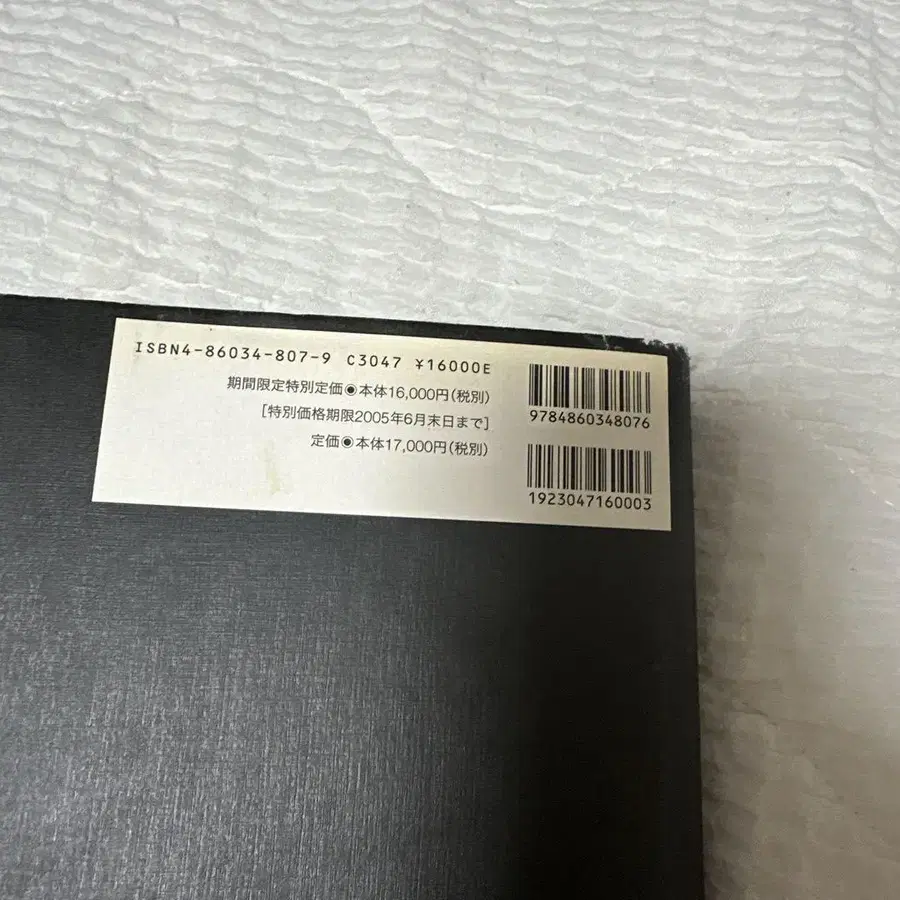 ISBN4-86034-807-9 C3047 ¥16000E
期間限定特別定価◉本体16,000円(税別)
[特別価格期限2005年6月末日まで]
定価◉本体17,000円(税別)
9784860348076
1923047160003